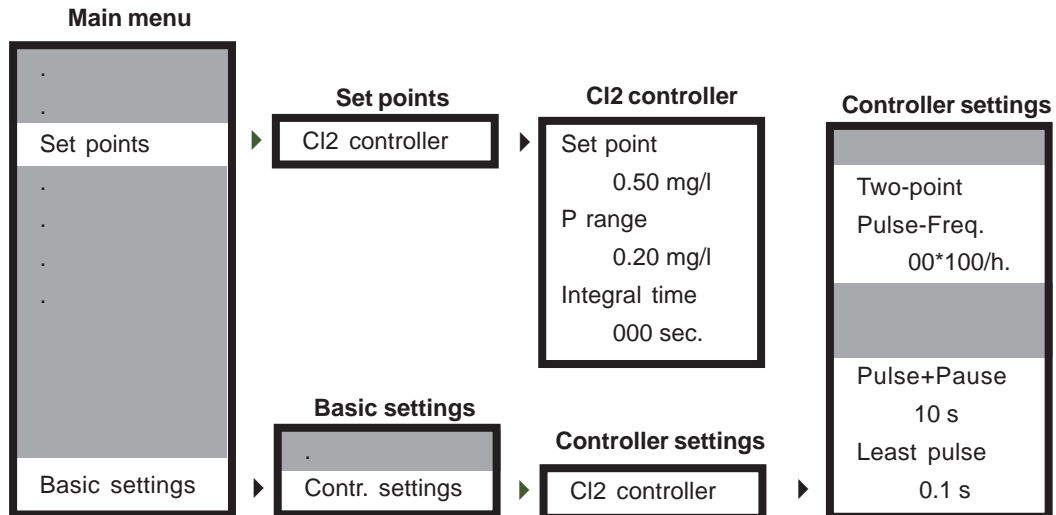 Main menu
.
.
Set points
.
.
.
.
Basic settings
Set points
Cl2 controller
Cl2 controller
Set point
0.50 mg/l
P range
0.20 mg/l
Integral time
000 sec.
Basic settings
.
Contr. settings
Controller settings
Cl2 controller
Controller settings
Two-point
Pulse-Freq.
00*100/h.
Pulse+Pause
10 s
Least pulse
0.1 s